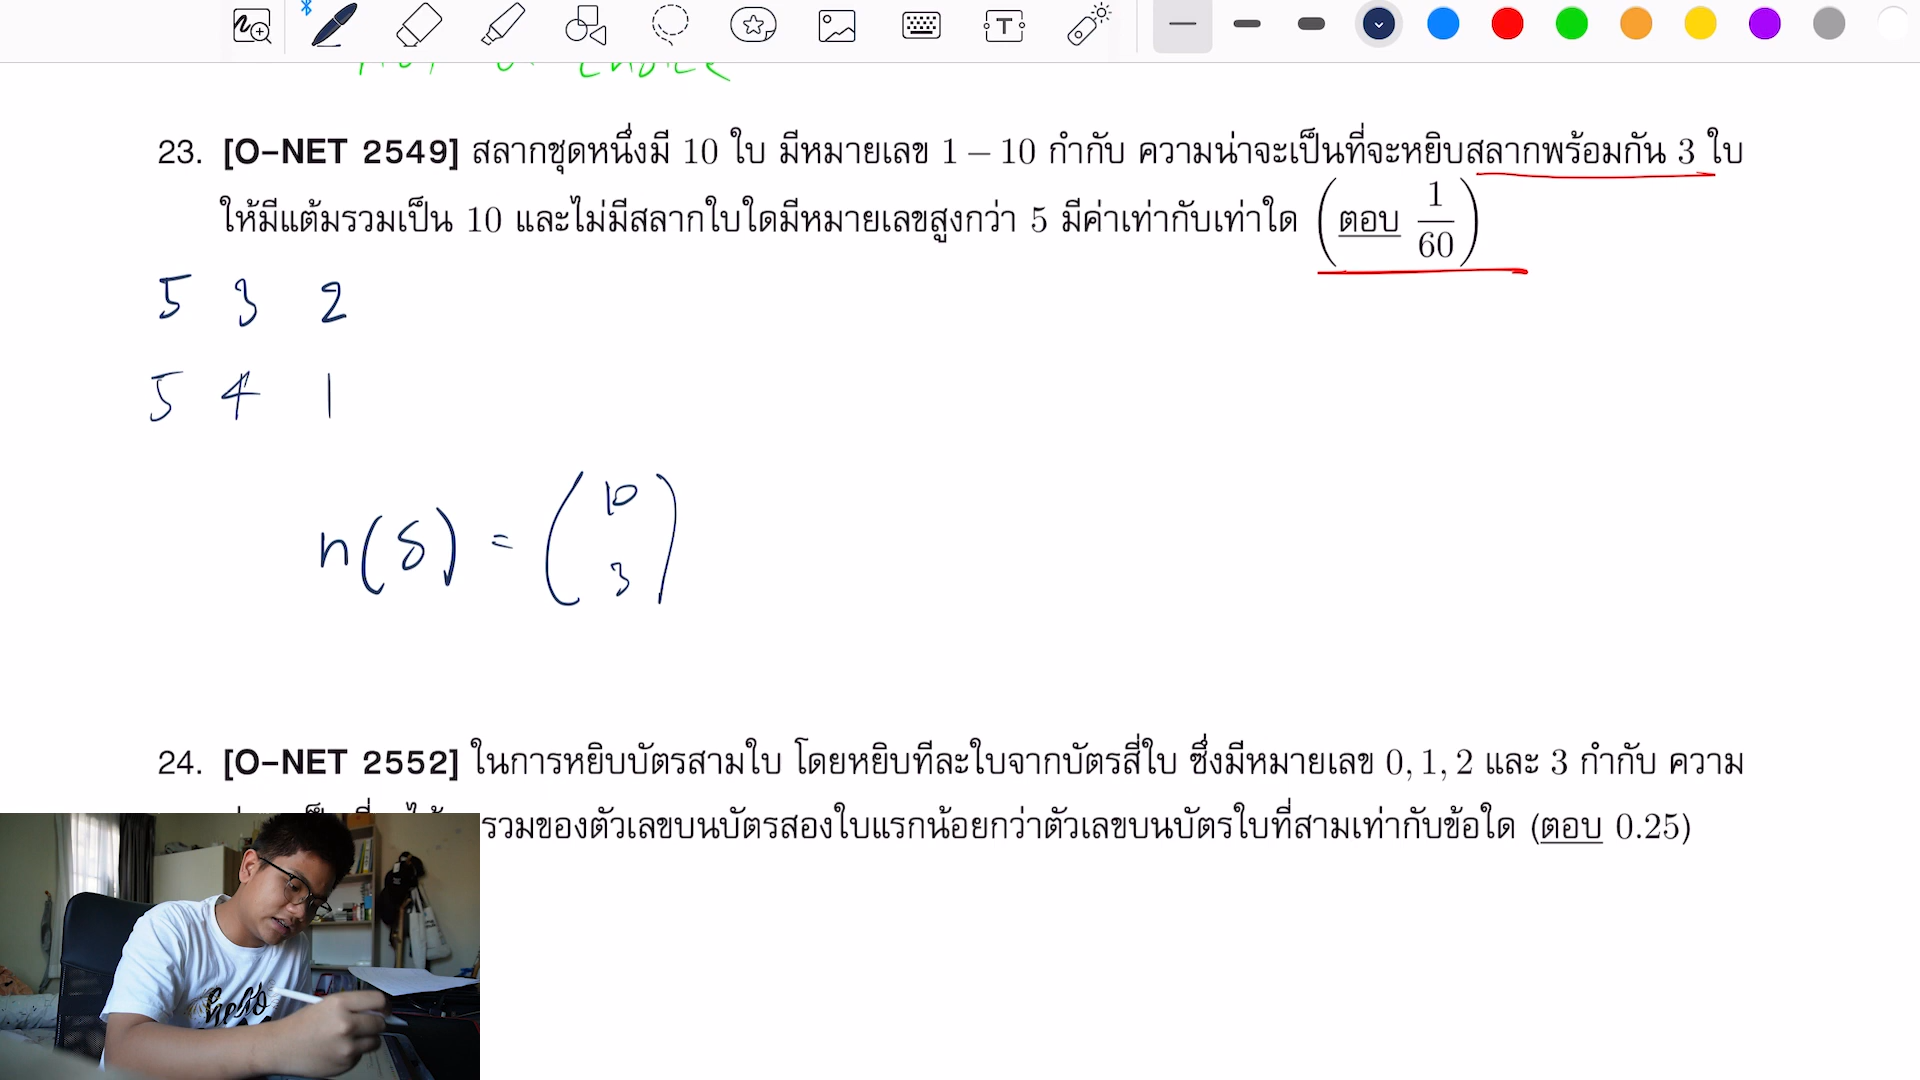 choice
23. [O-NET 2549] สลากชุดหนึ่งมี 10 ใบ มีหมายเลข 1 – 10 กำกับ ความน่าจะเป็นที่จะหยิบสลากพร้อมกัน 3 ใบ
ให้มีแต้มรวมเป็น 10 และไม่มีสลากใบใดมีหมายเลขสูงกว่า 5 มีค่าเท่ากับเท่าใด (ตอบ 1/60)
5 3 2
5 4 1
n(S) = (10 3)
24. [O-NET 2552] ในการหยิบบัตรสามใบ โดยหยิบทีละใบจากบัตรสี่ใบ ซึ่งมีหมายเลข 0, 1, 2 และ 3 กำกับ ความ
รวมของตัวเลขบนบัตรสองใบแรกน้อยกว่าตัวเลขบนบัตรใบที่สามเท่ากับข้อใด (ตอบ 0.25)
hello